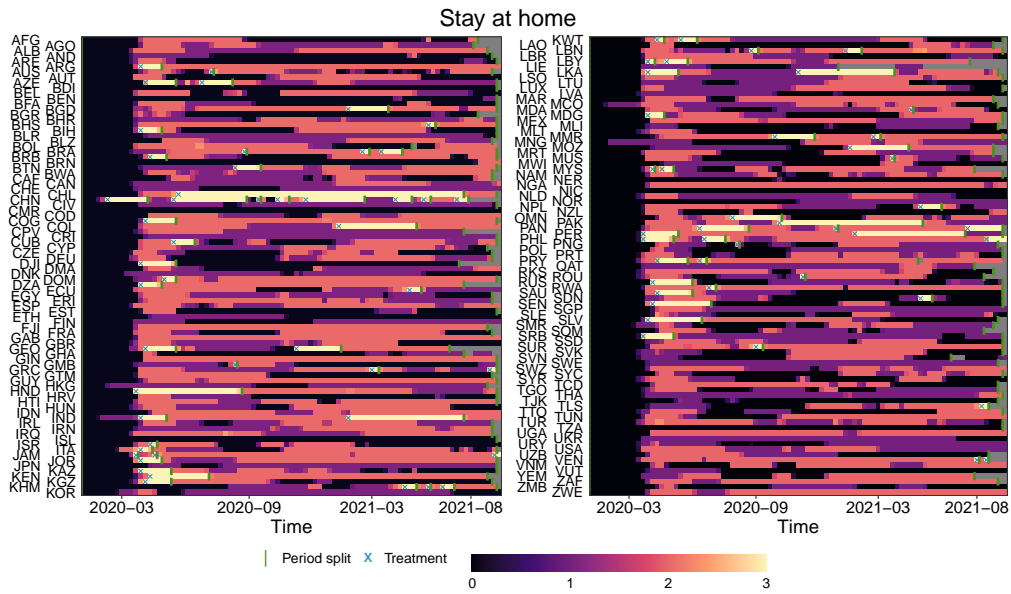 Stay at home
AFG
AGO
ALB
AND
ARE
ARG
AUS
AUT
AZE
BDI
BEL
BEN
BFA
BGD
BGR
BHR
BHS
BIH
BLR
BLZ
BOL
BRA
BRB
BRN
BTN
BWA
CAF
CAN
CHE
CHL
CHN
CIV
CMR
COD
COG
COL
CPV
CRI
CUB
CYP
CZE
DEU
DJI
DMA
DNK
DOM
DZA
ECU
EGY
ERI
ESP
EST
ETH
FIN
FJI
FRA
GAB
GBR
GEO
GHA
GIN
GMB
GRC
GTM
GUY
HKG
HND
HRV
HTI
HUN
IDN
IND
IRL
IRN
IRQ
ISL
ISR
ITA
JAM
JOR
JPN
KAZ
KEN
KGZ
KHM
KOR
2020−03 2020−09 2021−03 2021−08
Time
KWT
LAO
LBN
LBR
LBY
LIE
LKA
LSO
LTU
LUX
LVA
MAR
MCO
MDA
MDG
MEX
MLI
MLT
MMR
MNG
MOZ
MRT
MUS
MWI
MYS
NAM
NER
NGA
NIC
NLD
NOR
NPL
NZL
OMN
PAK
PAN
PER
PHL
PNG
POL
PRT
PRY
QAT
RKS
ROU
RUS
RWA
SAU
SDN
SEN
SGP
SLE
SLV
SMR
SOM
SRB
SSD
SUR
SVK
SVN
SWE
SWZ
SYC
SYR
TCD
TGO
THA
TJK
TLS
TTO
TUN
TUR
TZA
UGA
UKR
URY
USA
UZB
VEN
VNM
VUT
YEM
ZAF
ZMB
ZWE
2020−03 2020−09 2021−03 2021−08
Time
Period split x Treatment
0 1 2 3